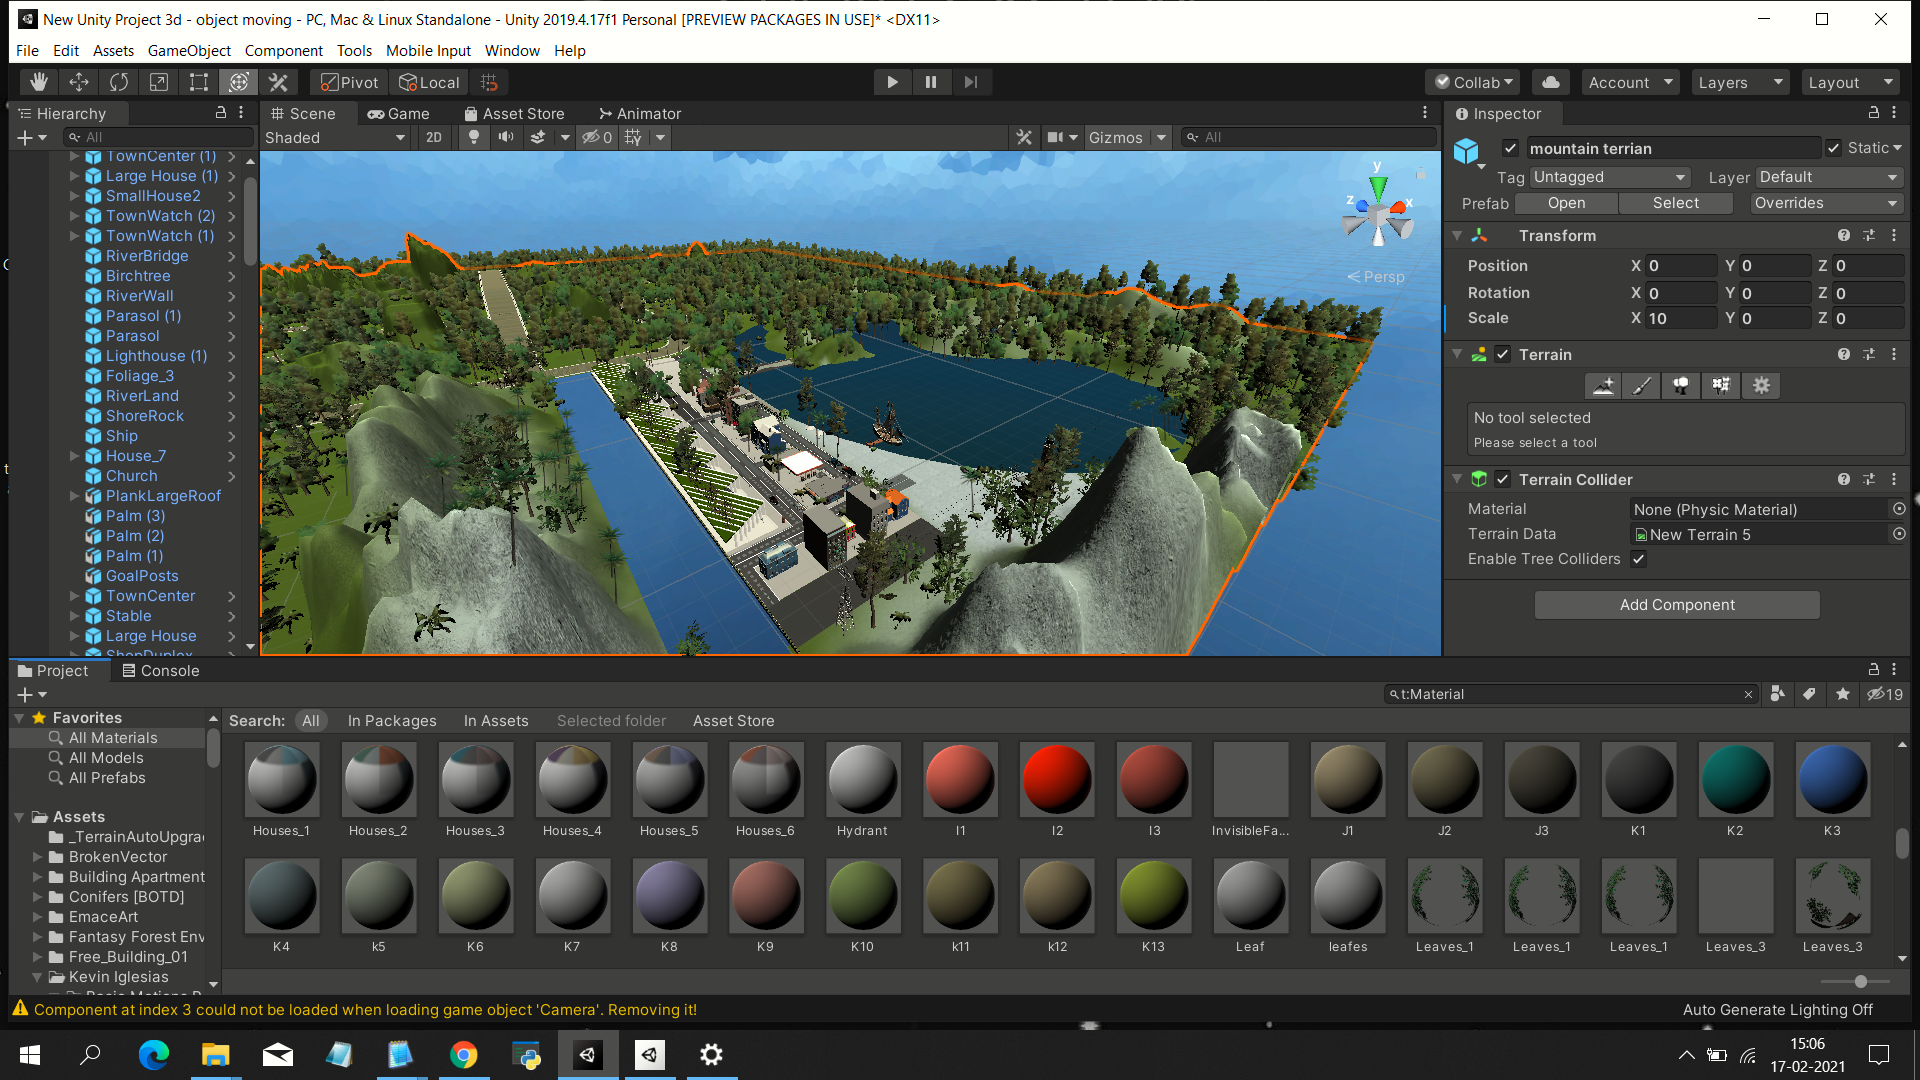 New Unity Project 3d - object moving - PC, Mac & Linux Standalone - Unity 2019.4.17f1 Personal [PREVIEW PACKAGES IN USE]* <DX11>
File Edit Assets GameObject Component Tools Mobile Input Window Help
Pivot Local Collab Account Layers Layout
Hierarchy
All
TownCenter (1)
Large House (1)
SmallHouse2
TownWatch (2)
TownWatch (1)
RiverBridge
Birchtree
RiverWall
Parasol (1)
Parasol
Lighthouse (1)
Foliage_3
RiverLand
ShoreRock
Ship
House_7
Church
PlankLargeRoof
Palm (3)
Palm (2)
Palm (1)
GoalPosts
TownCenter
Stable
Large House
ShopDuplex
Scene Game Asset Store Animator
Shaded 2D 0 Gizmos All
y
z x
Persp
Inspector
mountain terrian Static
Tag Untagged Layer Default
Prefab Open Select Overrides
Transform
Position X 0 Y 0 Z 0
Rotation X 0 Y 0 Z 0
Scale X 10 Y 0 Z 0
Terrain
No tool selected
Please select a tool
Terrain Collider
Material None (Physic Material)
Terrain Data New Terrain 5
Enable Tree Colliders
Add Component
Project Console
t:Material 19
Favorites
All Materials
All Models
All Prefabs
Assets
_TerrainAutoUpgra
BrokenVector
Building Apartment
Conifers [BOTD]
EmaceArt
Fantasy Forest Env
Free_Building_01
Kevin Iglesias
Search: All In Packages In Assets Selected folder Asset Store
Houses_1 Houses_2 Houses_3 Houses_4 Houses_5 Houses_6 Hydrant I1 I2 I3 InvisibleFa... J1 J2 J3 K1 K2 K3
K4 k5 K6 K7 K8 K9 K10 k11 k12 K13 Leaf leafes Leaves_1 Leaves_1 Leaves_1 Leaves_3 Leaves_3
Component at index 3 could not be loaded when loading game object 'Camera'. Removing it!
Auto Generate Lighting Off
15:06
17-02-2021